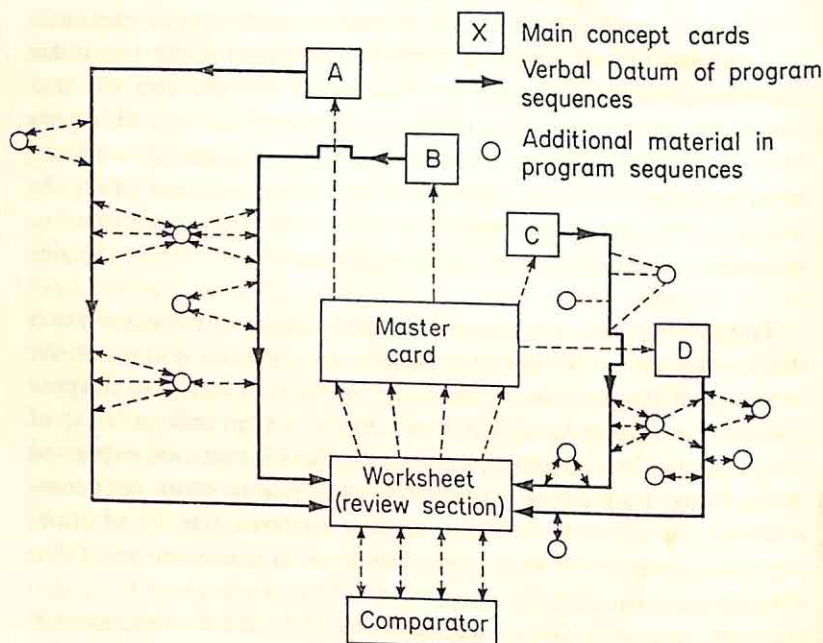 X Main concept cards
Verbal Datum of program
sequences
Additional material in
program sequences
A
B
C
D
Master
card
Worksheet
(review section)
Comparator